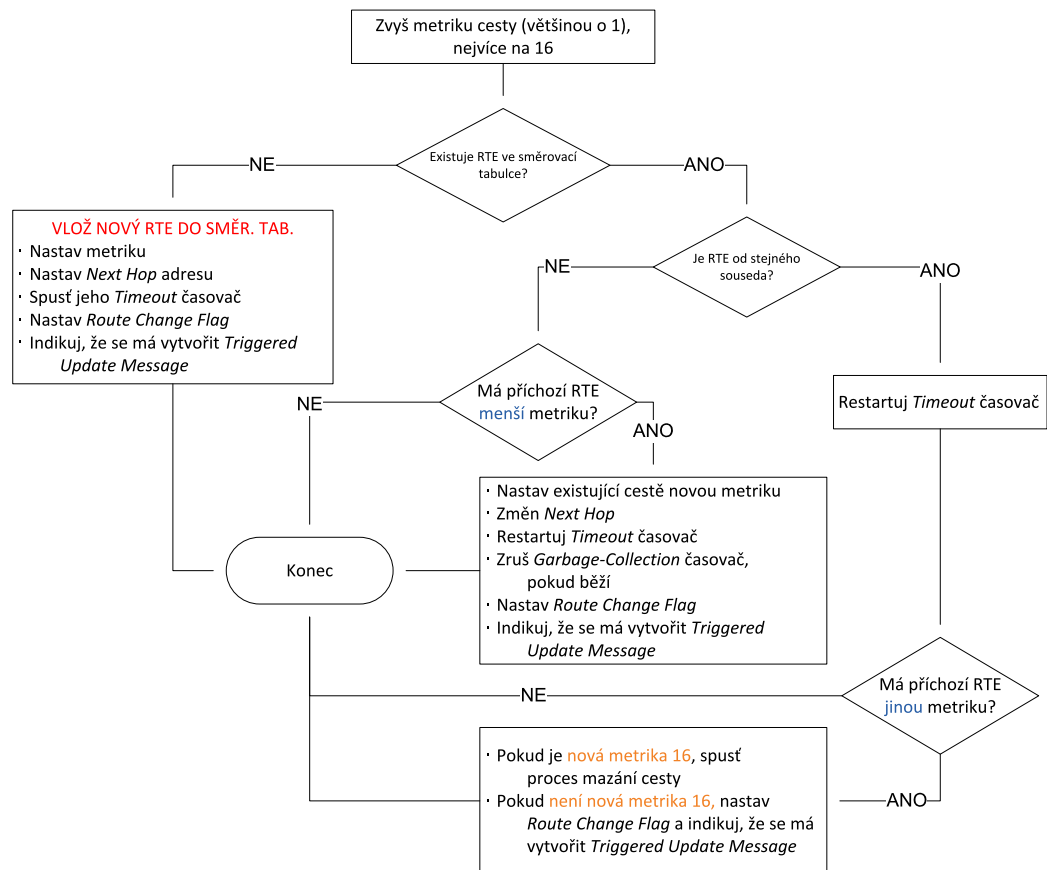 Zvyš metriku cesty (většinou o 1),
nejvíce na 16
Existuje RTE ve směrovací
tabulce?
NE
ANO
VLOŽ NOVÝ RTE DO SMĚR. TAB.
· Nastav metriku
· Nastav Next Hop adresu
· Spusť jeho Timeout časovač
· Nastav Route Change Flag
· Indikuj, že se má vytvořit Triggered
Update Message
Je RTE od stejného
souseda?
NE
ANO
Má příchozí RTE
menší metriku?
NE
ANO
Restartuj Timeout časovač
· Nastav existující cestě novou metriku
· Změn Next Hop
· Restartuj Timeout časovač
· Zruš Garbage-Collection časovač,
pokud běží
· Nastav Route Change Flag
· Indikuj, že se má vytvořit Triggered
Update Message
Konec
Má příchozí RTE
jinou metriku?
NE
ANO
· Pokud je nová metrika 16, spusť
proces mazání cesty
· Pokud není nová metrika 16, nastav
Route Change Flag a indikuj, že se má
vytvořit Triggered Update Message